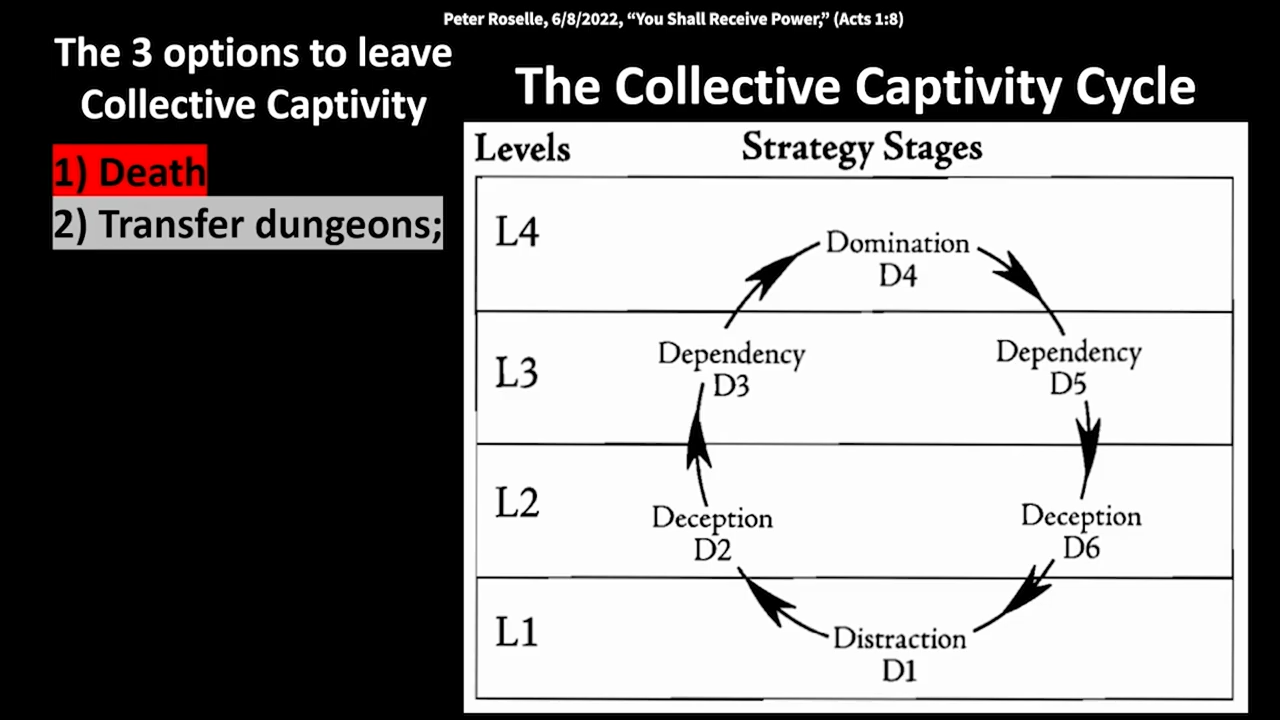 Peter Roselle, 6/8/2022, “You Shall Receive Power,” (Acts 1:8)
The 3 options to leave
Collective Captivity
1) Death
2) Transfer dungeons;
The Collective Captivity Cycle
Levels
Strategy Stages
L4
Domination
D4
L3
Dependency
D3
Dependency
D5
L2
Deception
D2
Deception
D6
L1
Distraction
D1